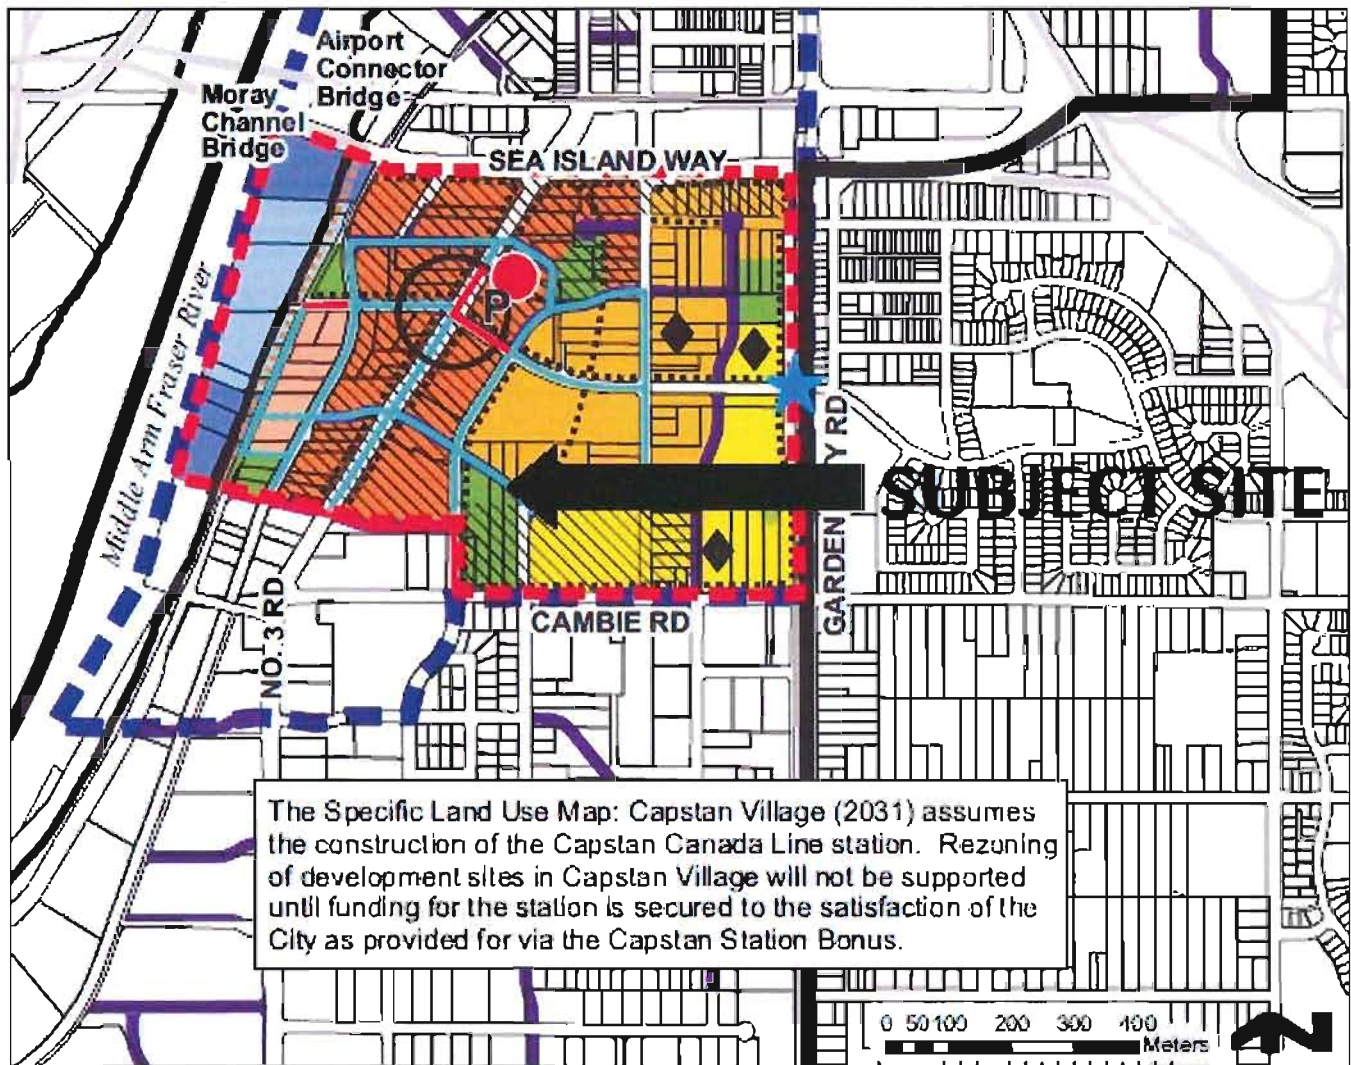 Airport
Connector
Bridge
Moray
Channel
Bridge
SEA ISLAND WAY
Middle Arm Fraser River
P
GARDEN CITY RD
SUBJECT SITE
NO. 3 RD
CAMBIE RD
The Specific Land Use Map: Capstan Village (2031) assumes
the construction of the Capstan Canada Line station. Rezoning
of development sites in Capstan Village will not be supported
until funding for the station is secured to the satisfaction of the
City as provided for via the Capstan Station Bonus.
0 50 100 200 300 400
Meters